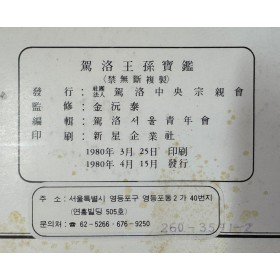 駕洛王孫寶鑑
(禁無斷複製)
發行：社團法人 駕洛中央宗親會
監修：金沅泰
編輯：駕洛서울靑年會
印刷：新星企業社
1980年 3月 25日 印刷
1980年 4月 15日 發行
주소：서울특별시 영등포구 영등포동 2가 40번지
(연흥빌딩 505호)
문의처：☎ 62-5266·676-9250